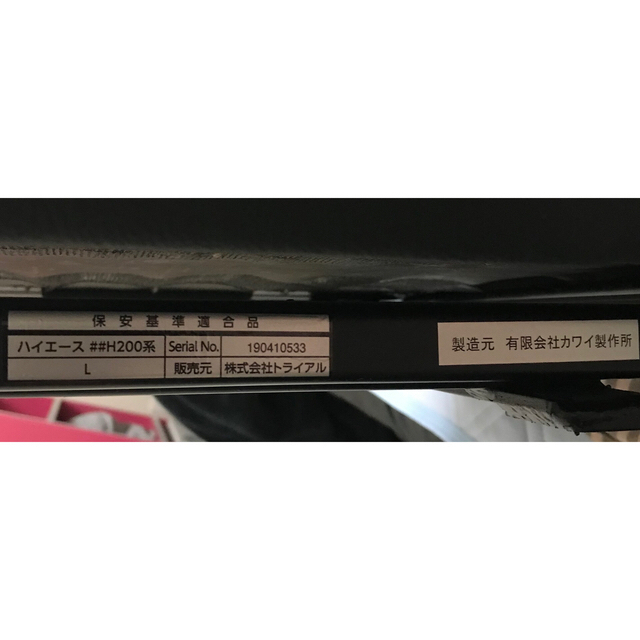 保安基準適合品
ハイエース ##H200系 Serial No. 190410533
L 販売元 株式会社トライアル
製造元 有限会社カワイ製作所